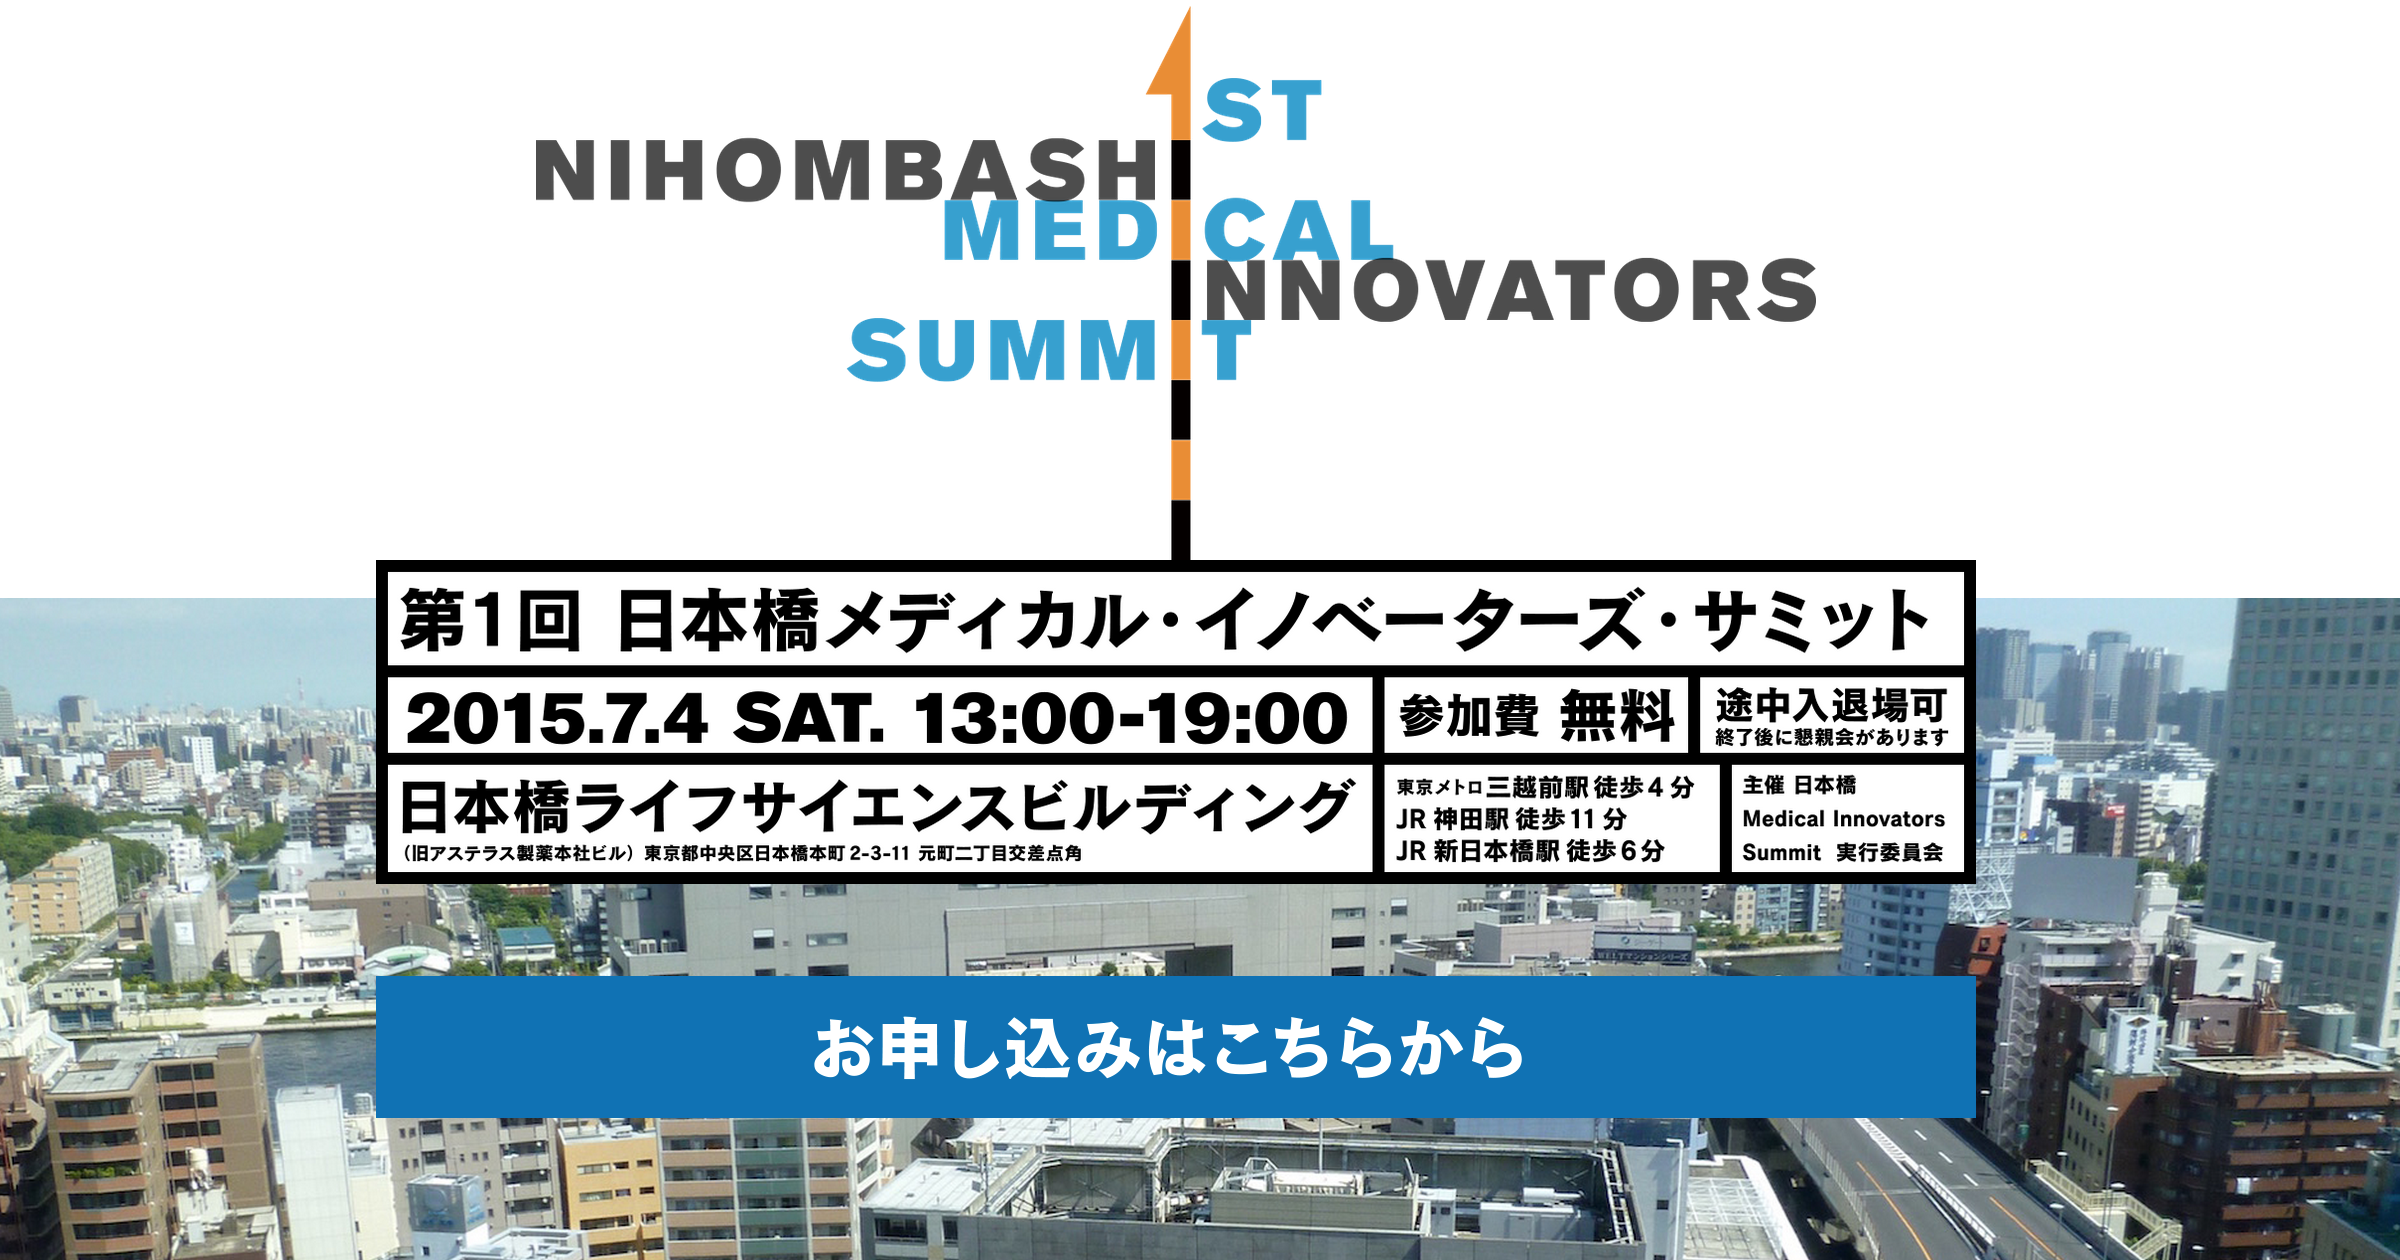 1ST
NIHOMBASHI
MEDICAL
INNOVATORS
SUMMIT
第1回 日本橋メディカル・イノベーターズ・サミット
2015.7.4 SAT. 13:00-19:00
参加費 無料
途中入退場可
終了後に懇親会があります
日本橋ライフサイエンスビルディング
（旧アステラス製薬本社ビル）東京都中央区日本橋本町2-3-11 元町二丁目交差点角
東京メトロ 三越前駅 徒歩4分
JR 神田駅 徒歩11分
JR 新日本橋駅 徒歩6分
主催 日本橋
Medical Innovators
Summit 実行委員会
お申し込みはこちらから